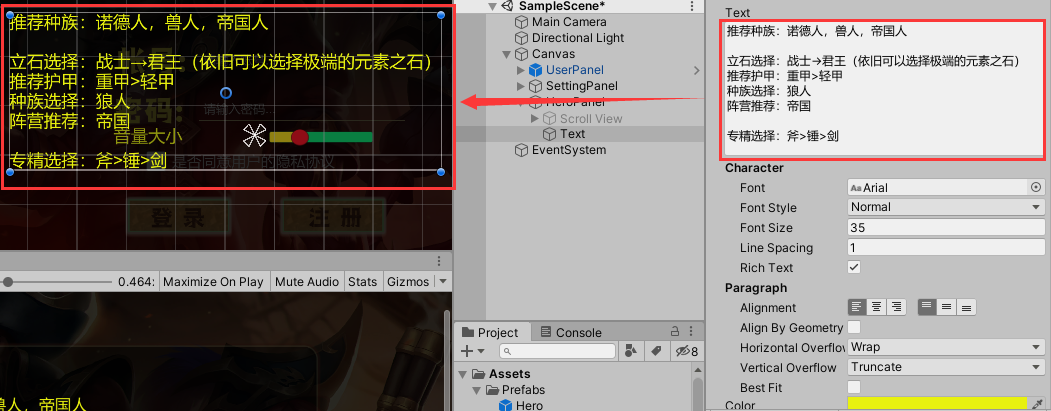 推荐种族：诺德人，兽人，帝国人
立石选择：战士→君王（依旧可以选择极端的元素之石）
推荐护甲：重甲>轻甲
种族选择：狼人
阵营推荐：帝国
专精选择：斧>锤>剑
密码:
请输入密码...
音量大小
是否同意用户的隐私协议
登录
注册
0.464:
Maximize On Play
Mute Audio
Stats
Gizmos
兽人，帝国人
SampleScene*
Main Camera
Directional Light
Canvas
UserPanel
SettingPanel
HeroPanel
Scroll View
Text
EventSystem
Project
Console
8
Assets
Prefabs
Hero
Text
推荐种族：诺德人，兽人，帝国人
立石选择：战士→君王（依旧可以选择极端的元素之石）
推荐护甲：重甲>轻甲
种族选择：狼人
阵营推荐：帝国
专精选择：斧>锤>剑
Character
Font
Aa Arial
Font Style
Normal
Font Size
35
Line Spacing
1
Rich Text
Paragraph
Alignment
Align By Geometry
Horizontal Overflow
Wrap
Vertical Overflow
Truncate
Best Fit
Color